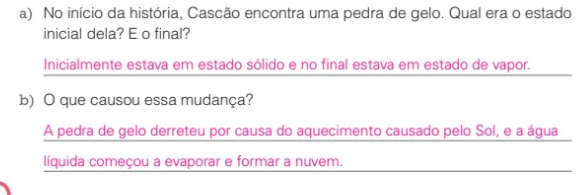 a) No início da história, Cascão encontra uma pedra de gelo. Qual era o estado
inicial dela? E o final?
Inicialmente estava em estado sólido e no final estava em estado de vapor.
b) O que causou essa mudança?
A pedra de gelo derreteu por causa do aquecimento causado pelo Sol, e a água
líquida começou a evaporar e formar a nuvem.